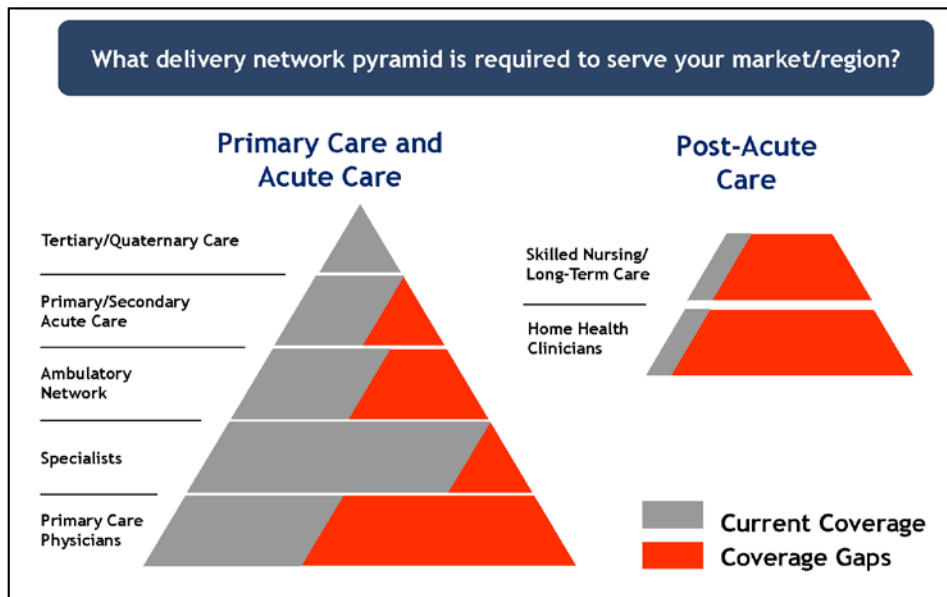 What delivery network pyramid is required to serve your market/region?
Primary Care and
Acute Care
Tertiary/Quaternary Care
Primary/Secondary
Acute Care
Ambulatory
Network
Specialists
Primary Care
Physicians
Post-Acute
Care
Skilled Nursing/
Long-Term Care
Home Health
Clinicians
Current Coverage
Coverage Gaps